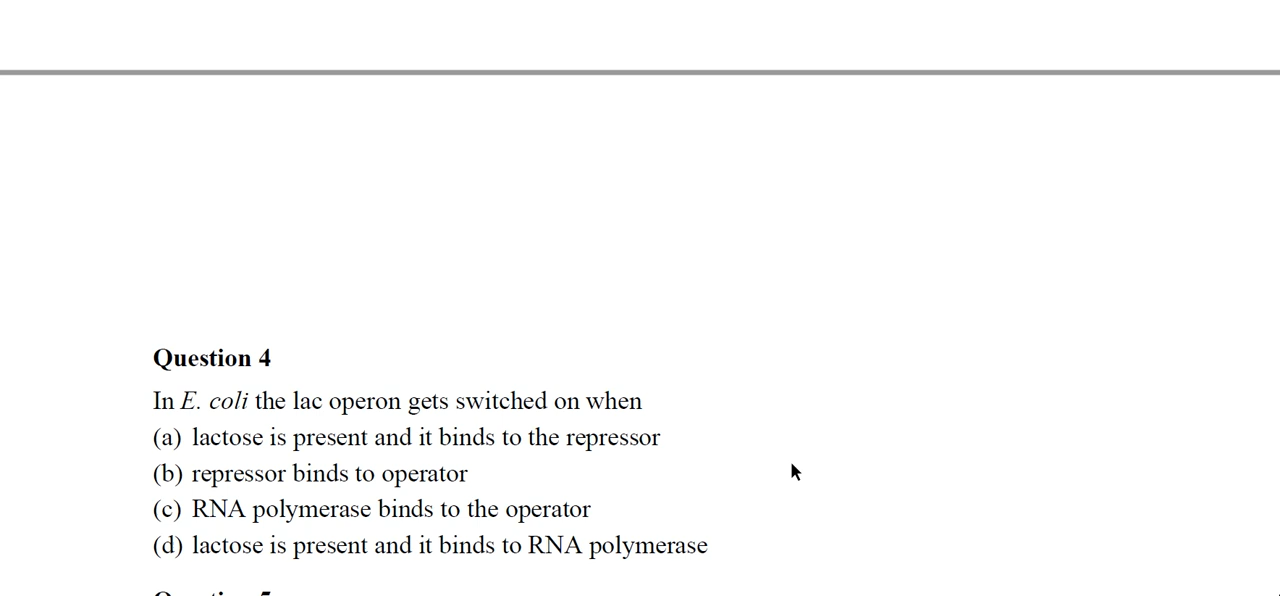 Question 4
In E. coli the lac operon gets switched on when
(a) lactose is present and it binds to the repressor
(b) repressor binds to operator
(c) RNA polymerase binds to the operator
(d) lactose is present and it binds to RNA polymerase